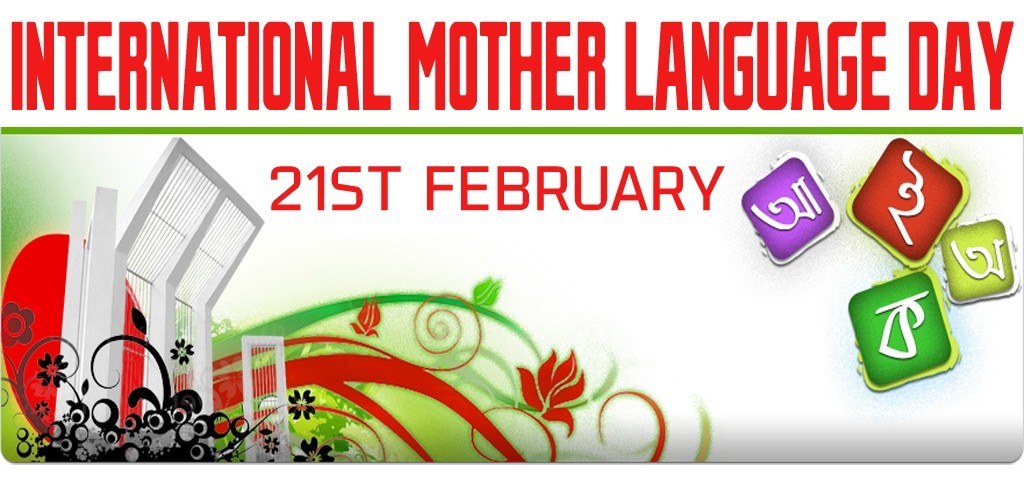 INTERNATIONAL MOTHER LANGUAGE DAY
21ST FEBRUARY
আ
অ
ক